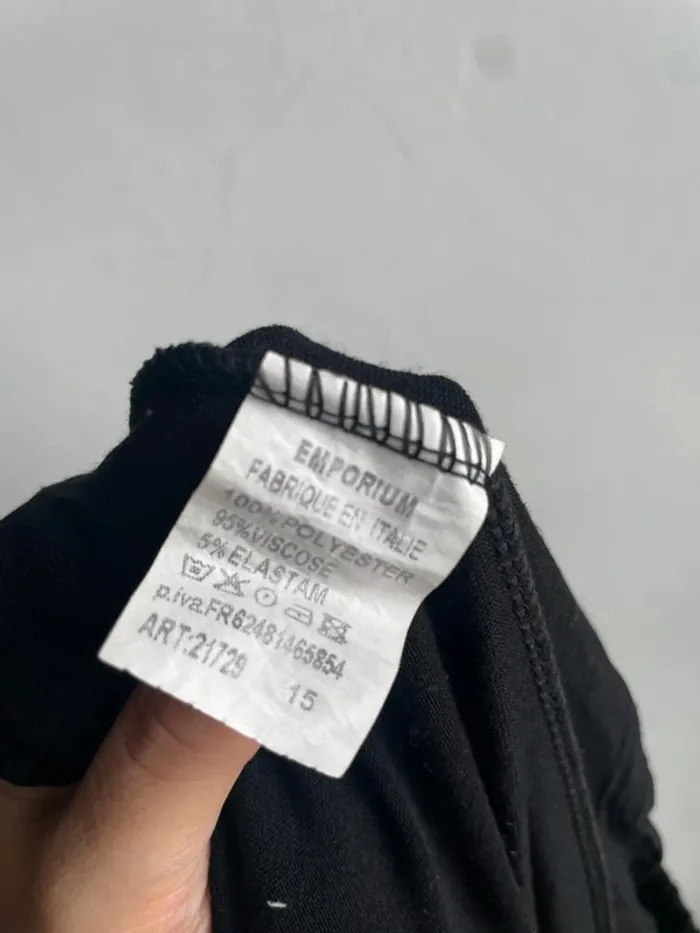 EMPORIUM
FABRIQUE EN ITALIE
100% POLYESTER
95% VISCOSE
5% ELASTAM
p.iva.FR62481465854
ART:21729 15